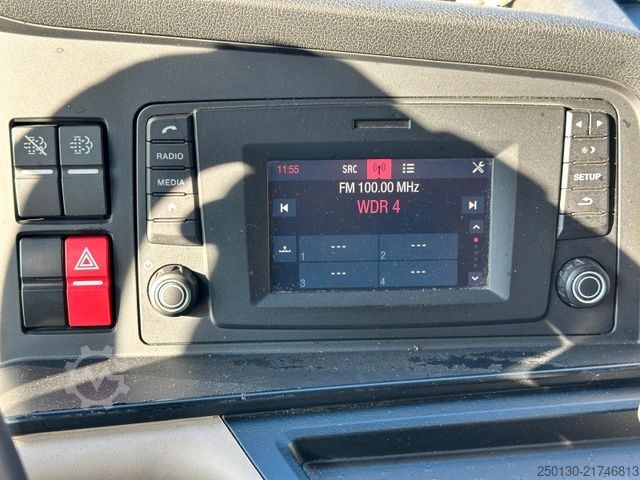 RADIO
MEDIA
11:55 SRC
FM 100.00 MHz
WDR 4
--- ---
1 2
--- ---
3 4
SETUP
250130-21746813